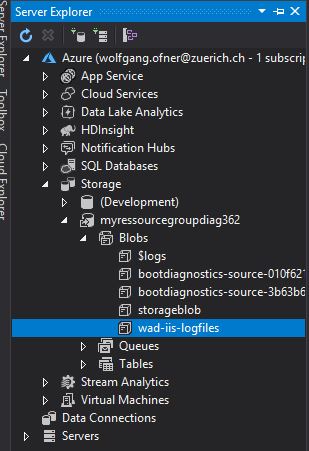 Server Explorer
Azure (wolfgang.ofner@zuerich.ch - 1 subscri
App Service
Cloud Services
Data Lake Analytics
HDInsight
Notification Hubs
SQL Databases
Storage
(Development)
myressourcegroupdiag362
Blobs
$logs
bootdiagnostics-source-010f621
bootdiagnostics-source-3b63b6
storageblob
wad-iis-logfiles
Queues
Tables
Stream Analytics
Virtual Machines
Data Connections
Servers
Server Explorer
Toolbox
Cloud Explorer